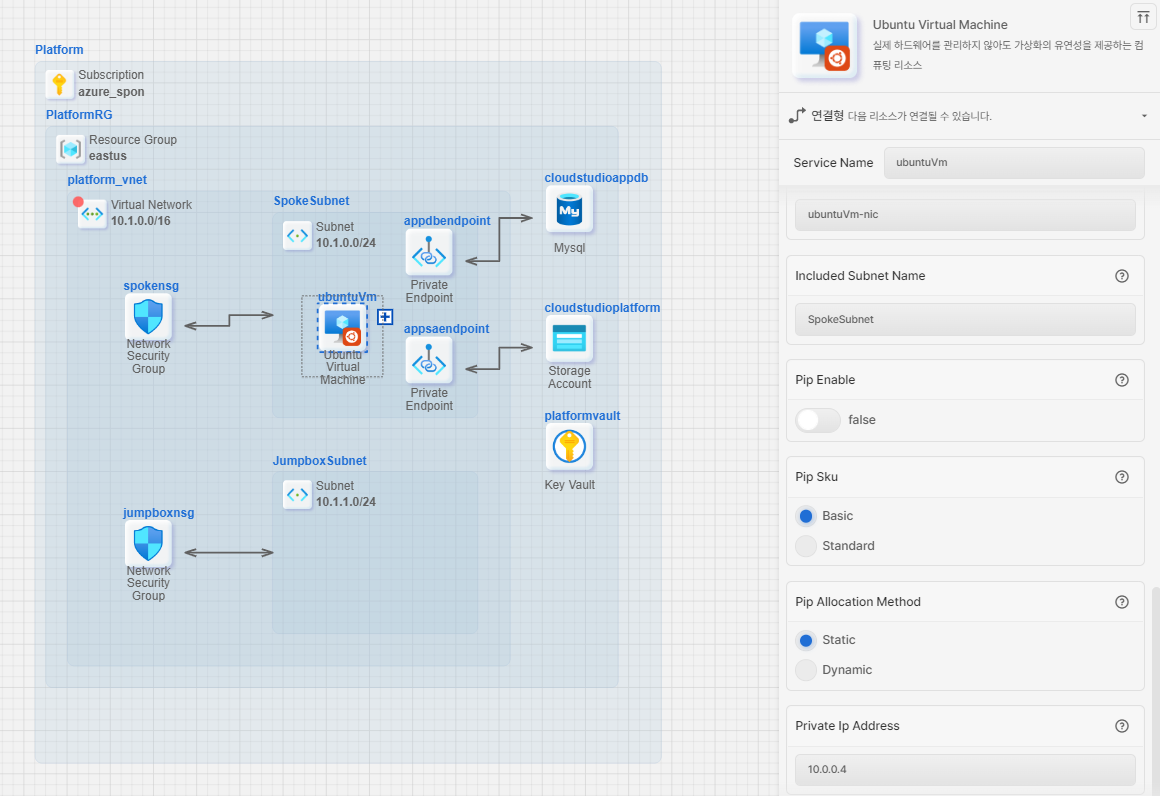 Platform
Subscription
azure_spon
PlatformRG
Resource Group
eastus
platform_vnet
Virtual Network
10.1.0.0/16
SpokeSubnet
Subnet
10.1.0.0/24
spokensg
Network
Security
Group
ubuntuVm
Ubuntu
Virtual
Machine
appdbendpoint
Private
Endpoint
appsaendpoint
Private
Endpoint
cloudstudioappdb
My
Mysql
cloudstudioplatform
Storage
Account
platformvault
Key Vault
JumpboxSubnet
Subnet
10.1.1.0/24
jumpboxnsg
Network
Security
Group
Ubuntu Virtual Machine
실제 하드웨어를 관리하지 않아도 가상화의 유연성을 제공하는 컴
퓨팅 리소스
연결형 다음 리소스가 연결될 수 있습니다.
Service Name
ubuntuVm
ubuntuVm-nic
Included Subnet Name
SpokeSubnet
Pip Enable
false
Pip Sku
Basic
Standard
Pip Allocation Method
Static
Dynamic
Private Ip Address
10.0.0.4